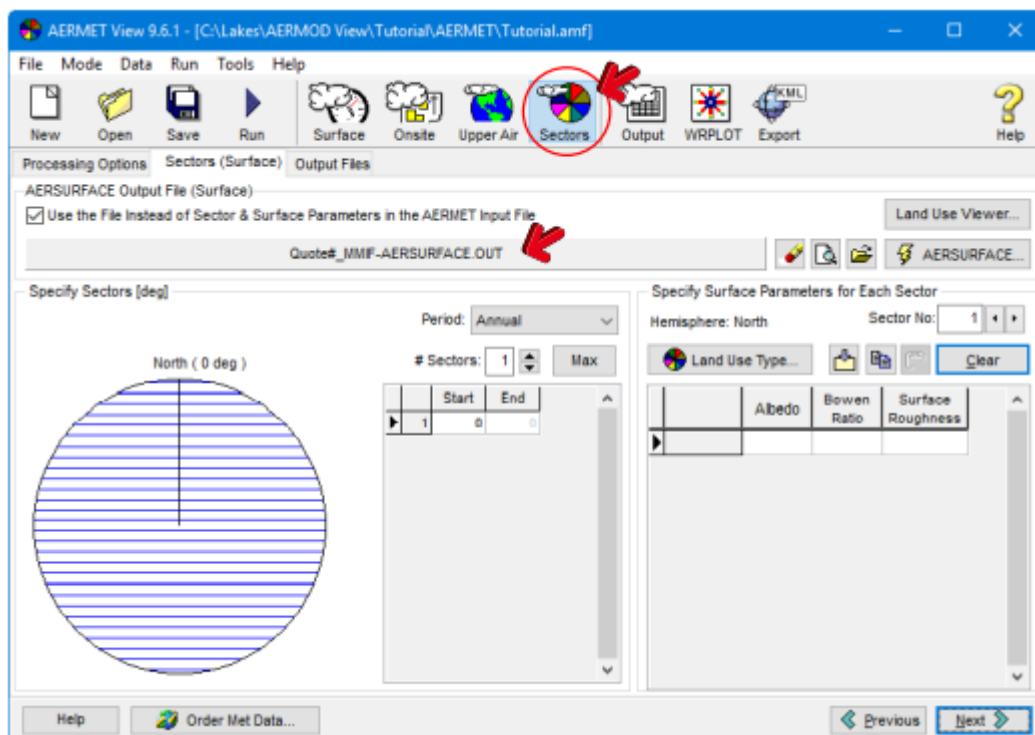 AERMET View 9.6.1 - [C:\Lakes\AERMOD View\Tutorial\AERMET\Tutorial.amf]
File Mode Data Run Tools Help
KML
New Open Save Run Surface Onsite Upper Air Sectors Output WRPLOT Export Help
Processing Options Sectors (Surface) Output Files
AERSURFACE Output File (Surface)
Use the File Instead of Sector & Surface Parameters in the AERMET Input File Land Use Viewer...
Quote#_MMIF-AERSURFACE.OUT AERSURFACE...
Specify Sectors [deg] Specify Surface Parameters for Each Sector
Period: Annual Hemisphere: North Sector No: 1
North ( 0 deg ) # Sectors: 1 Max Land Use Type... Clear
Start End Albedo Bowen Ratio Surface Roughness
1 0 0
Help Order Met Data... Previous Next